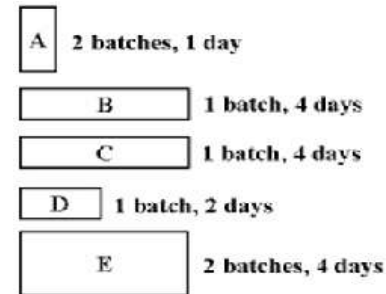 A 2 batches, 1 day
B 1 batch, 4 days
C 1 batch, 4 days
D 1 batch, 2 days
E 2 batches, 4 days